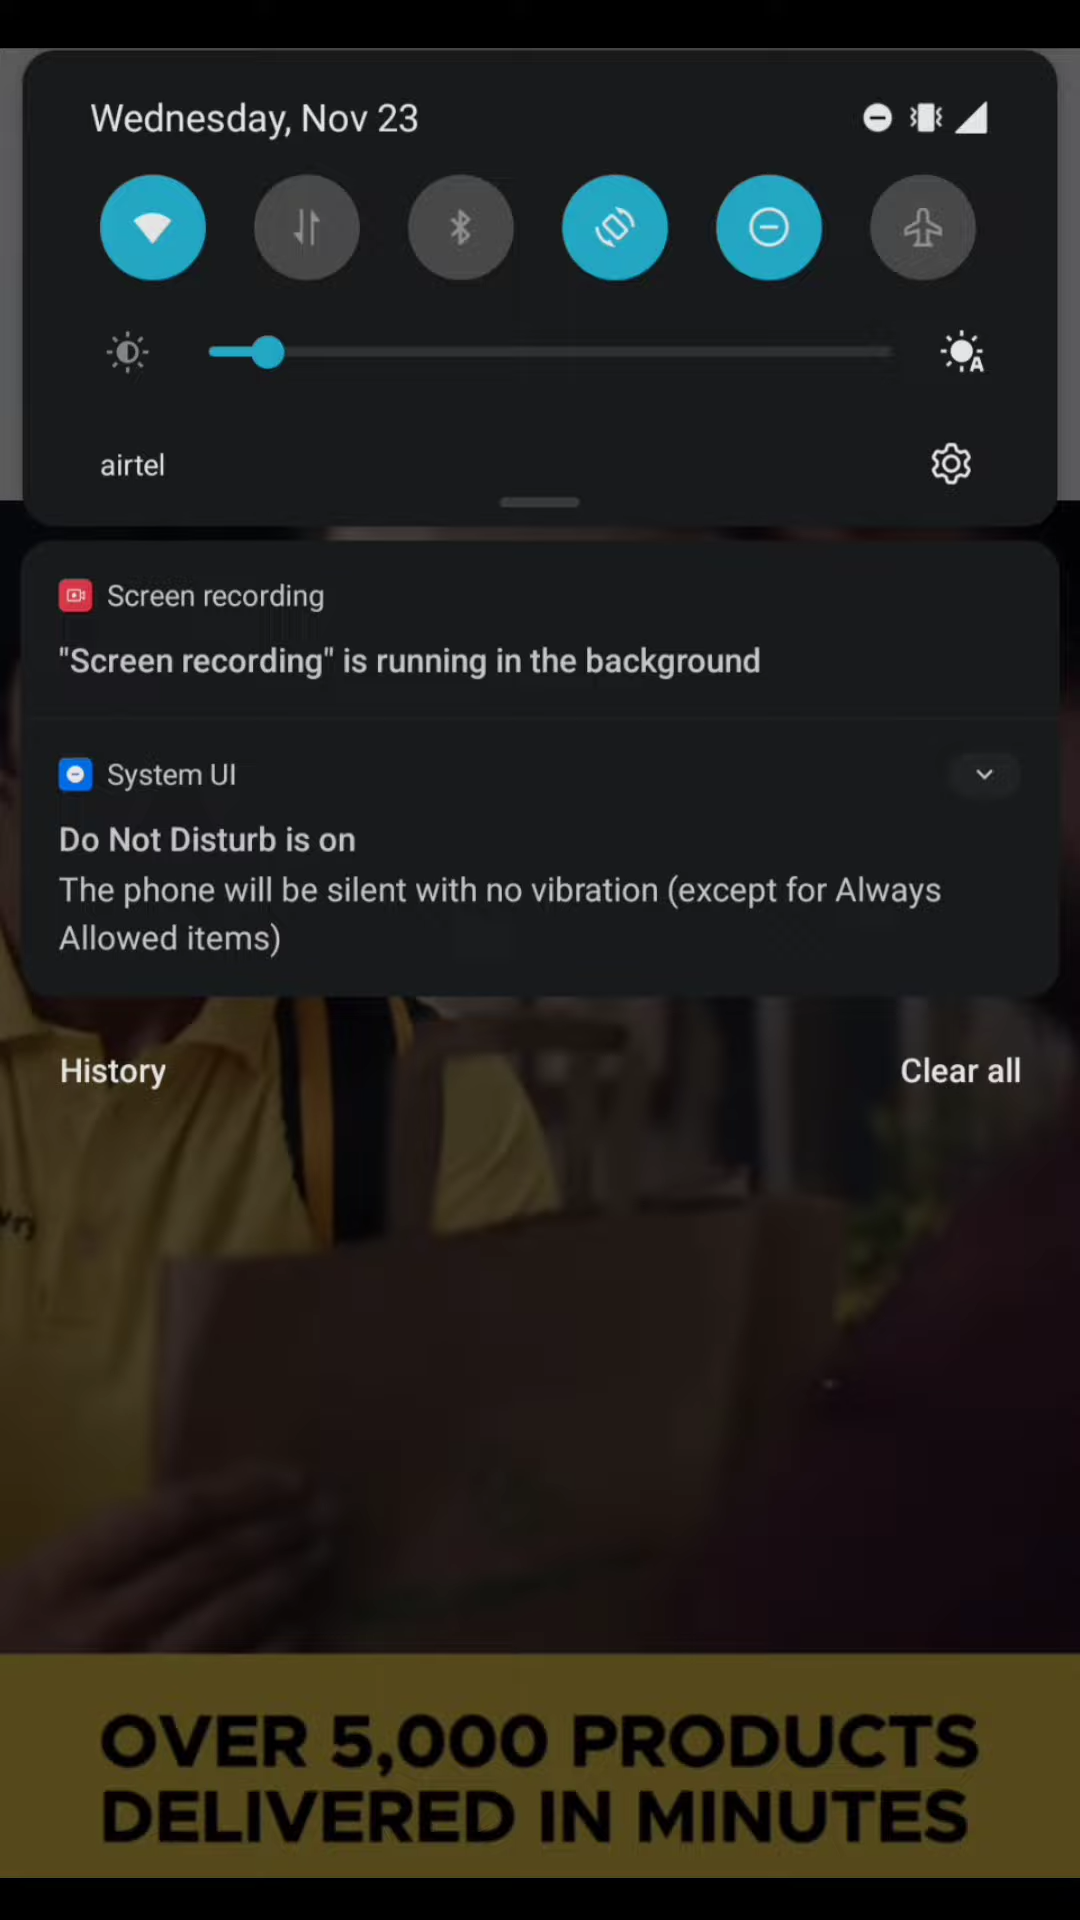 Wednesday, Nov 23
airtel
Screen recording
"Screen recording" is running in the background
System UI
Do Not Disturb is on
The phone will be silent with no vibration (except for Always
Allowed items)
History
Clear all
OVER 5,000 PRODUCTS
DELIVERED IN MINUTES